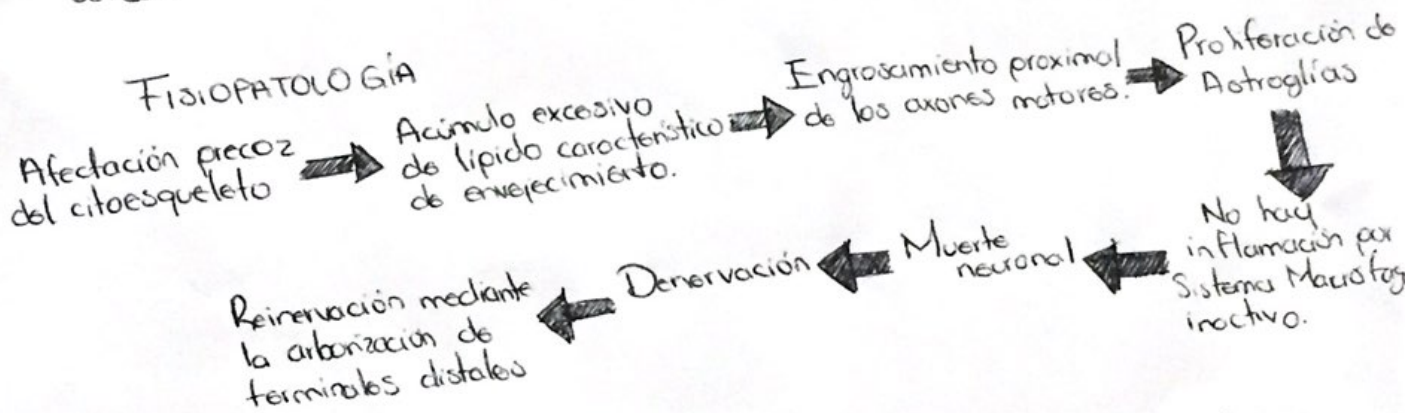 FISIOPATOLOGÍA
Afectación precoz
del citoesqueleto
Acúmulo excesivo
de lípido característico
de envejecimiento.
Engrosamiento proximal
de los axones motores.
Proliferación de
Astroglías
No hay
inflamación por
Sistema
inactivo.
Muerte
neuronal
Denervación
Reinervación mediante
la arborización de
terminales distales